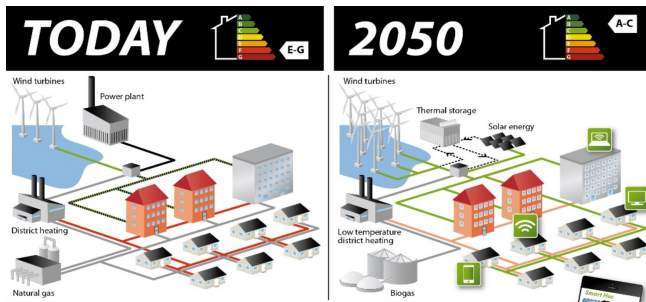 TODAY
A
B
C
D
E
F
G
E-G
Wind turbines
Power plant
District heating
Natural gas
2050
A
B
C
D
E
F
G
A-C
Wind turbines
Thermal storage
Solar energy
Low temperature
district heating
Biogas
Smart Hus